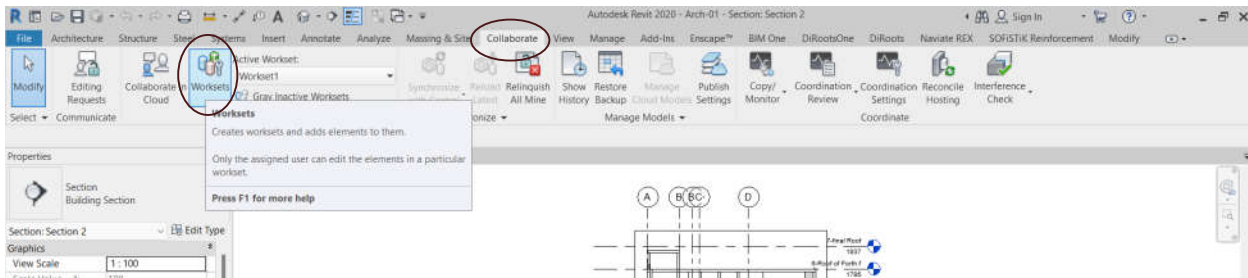 Autodesk Revit 2020 - Arch-01 - Section: Section 2
Sign In
File Architecture Structure Steel Systems Insert Annotate Analyze Massing & Site Collaborate View Manage Add-Ins Enscape™ BIM One DiRootsOne DiRoots Naviate REX SOFiSTiK Reinforcement Modify
Active Workset:
Workset1
Gray Inactive Worksets
Modify
Editing Requests
Collaborate in Cloud
Worksets
Reload Latest
Relinquish All Mine
Show History
Restore Backup
Manage Cloud Models
Publish Settings
Copy/ Monitor
Coordination Review
Coordination Settings
Reconcile Hosting
Interference Check
Select Communicate Manage Models Coordinate
Worksets
Creates worksets and adds elements to them.
Only the assigned user can edit the elements in a particular
workset.
Press F1 for more help
Properties
Section
Building Section
Section: Section 2 Edit Type
Graphics
View Scale 1 : 100
A B C D
7-final Roof
1937
1785